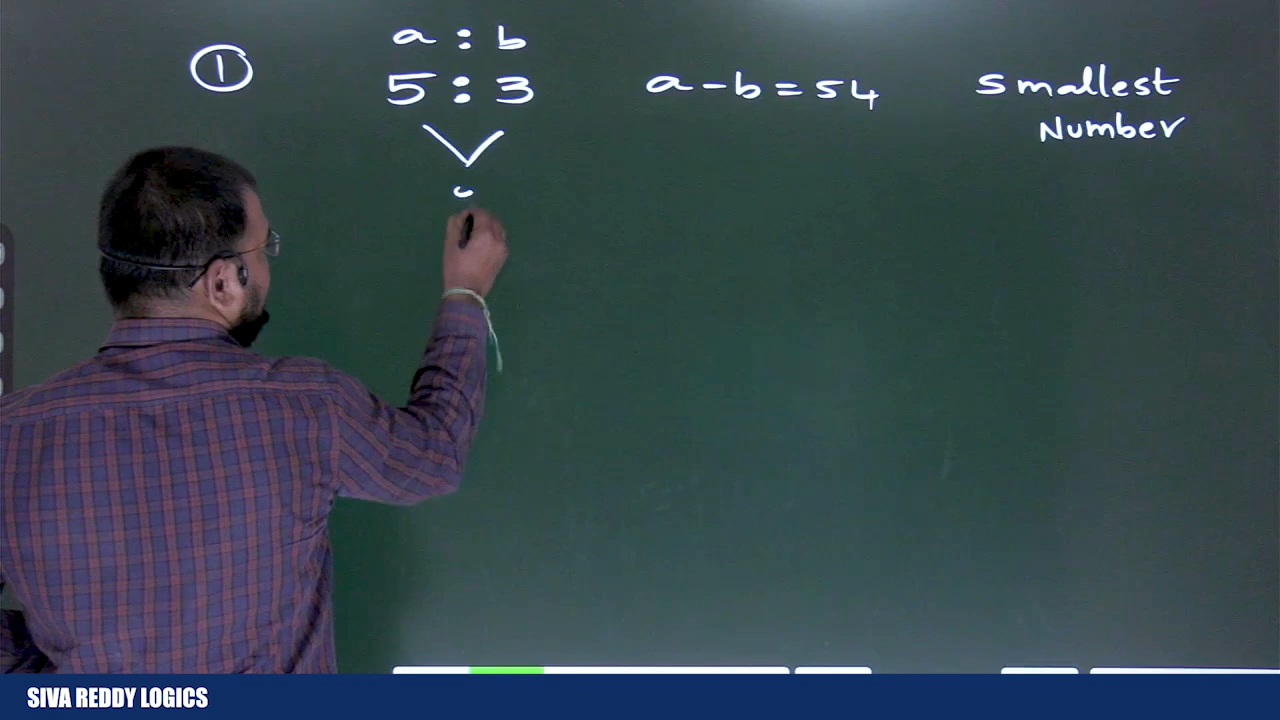 ①
a : b
5 : 3
a - b = 54
Smallest
Number
SIVA REDDY LOGICS